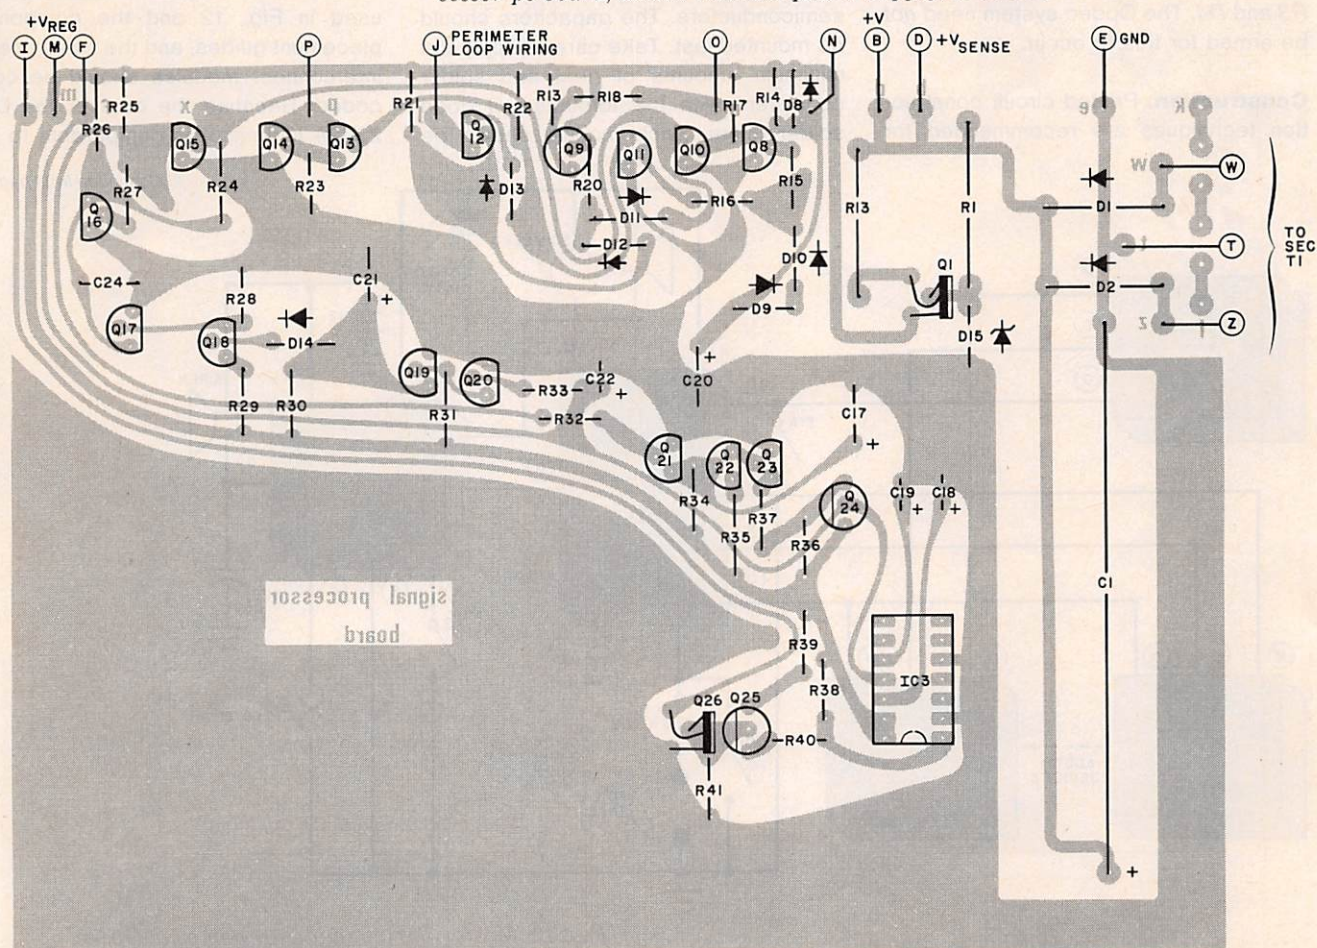 +VREG
I M F P J PERIMETER LOOP WIRING O N
+V
B D +VSENSE E GND
R25 R26 R21 R22 R13 R18 R17 R14 D8
Q15 Q14 Q13 Q12 Q9 Q11 Q10 Q8
R27 R24 R23 D13 R20 R16 R15 R13 R1 W
Q16 D11 D1
TO SEC T1
D12 D10 T
C24 R28 C21 + D9 Q1 D2
Q17 Q18 D14 D15 Z
Q19 Q20 R33 C22 + C20 +
R29 R30 R31 R32 C17 +
Q21 Q22 Q23
R34 R35 R37 R36 Q24 C19 + C18 +
C1
signal processor
board
R39
R38 IC3
Q26 Q25
R40
R41
+